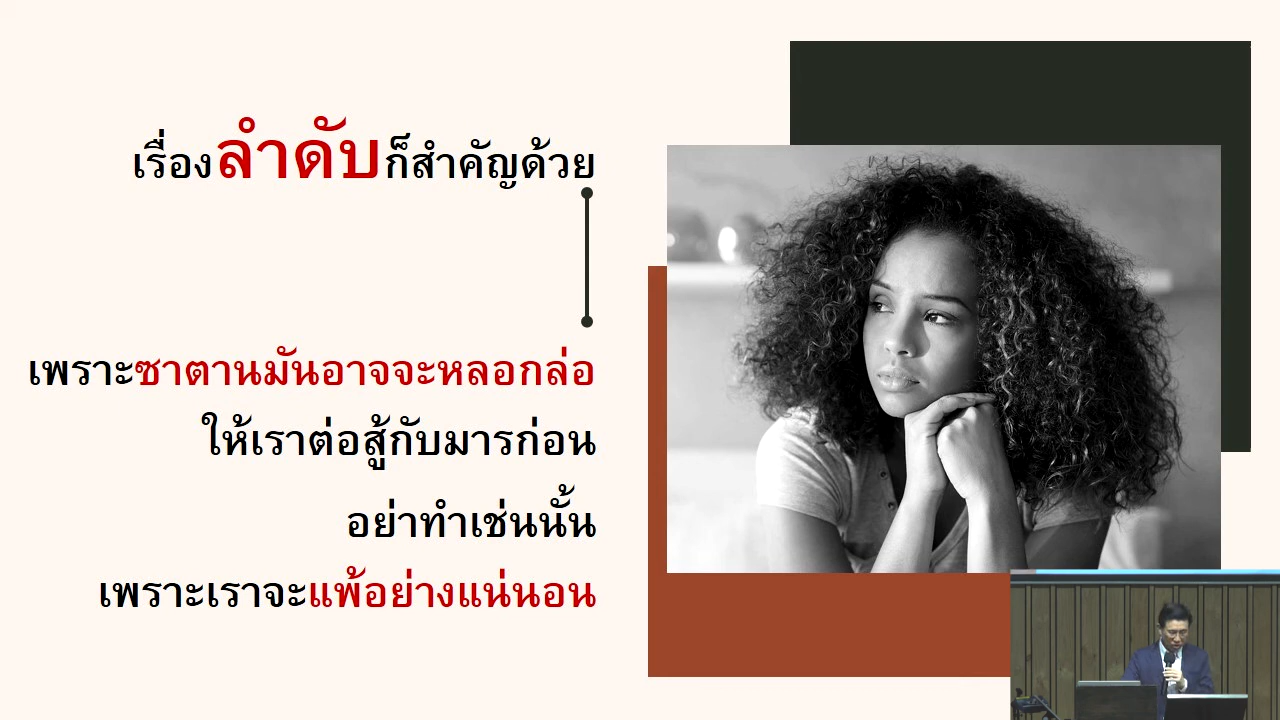 เรื่องลำดับก็สำคัญด้วย
เพราะซาตานมันอาจจะหลอกล่อ
ให้เราต่อสู้กับมารก่อน
อย่าทำเช่นนั้น
เพราะเราจะแพ้อย่างแน่นอน